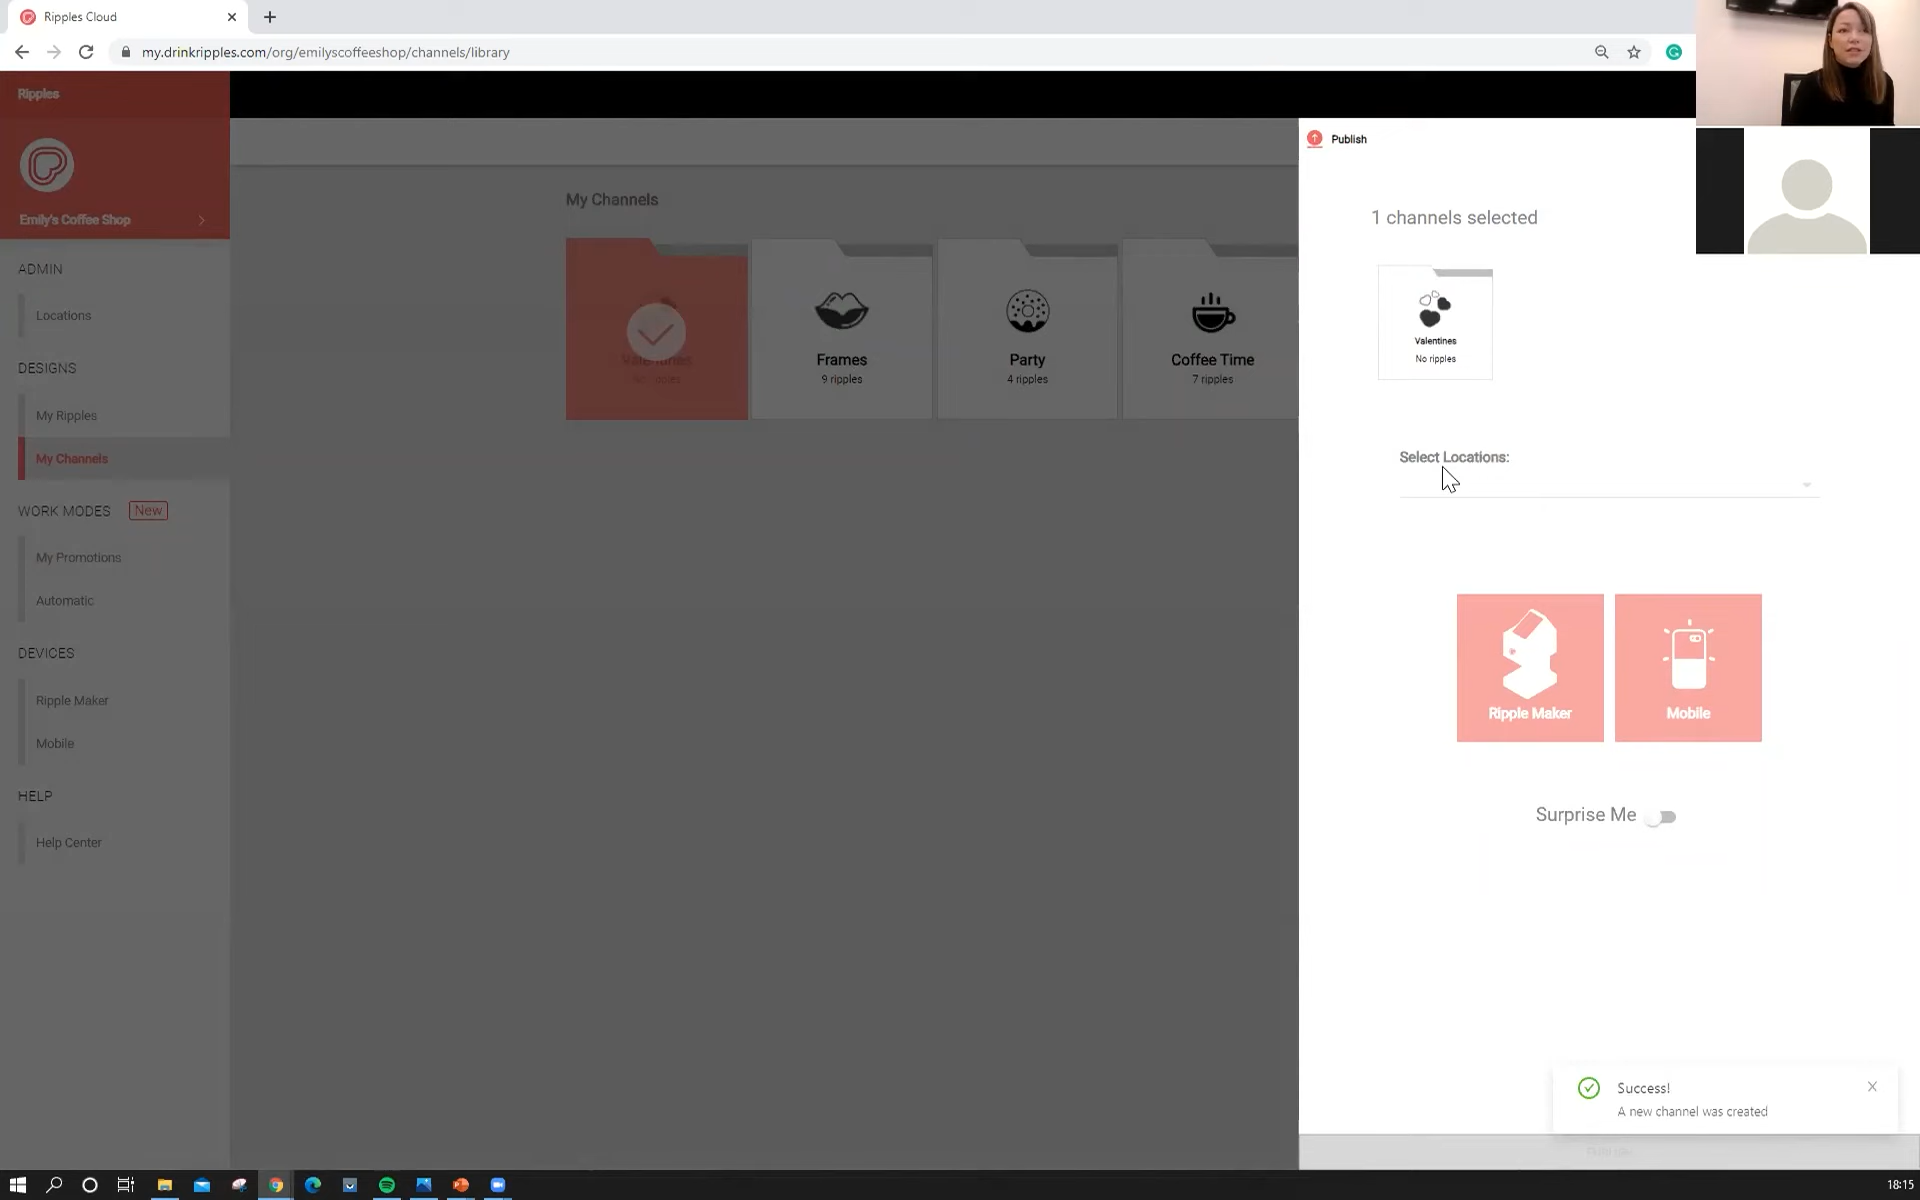 Ripples Cloud
my.drinkripples.com/org/emilyscoffeeshop/channels/library
Ripples
Emily's Coffee Shop
ADMIN
Locations
DESIGNS
My Ripples
My Channels
WORK MODES New
My Promotions
Automatic
DEVICES
Ripple Maker
Mobile
HELP
Help Center
My Channels
Valentines
No ripples
Frames
9 ripples
Party
4 ripples
Coffee Time
7 ripples
Publish
1 channels selected
Valentines
No ripples
Select Locations:
Ripple Maker
Mobile
Surprise Me
Success!
A new channel was created
18:15